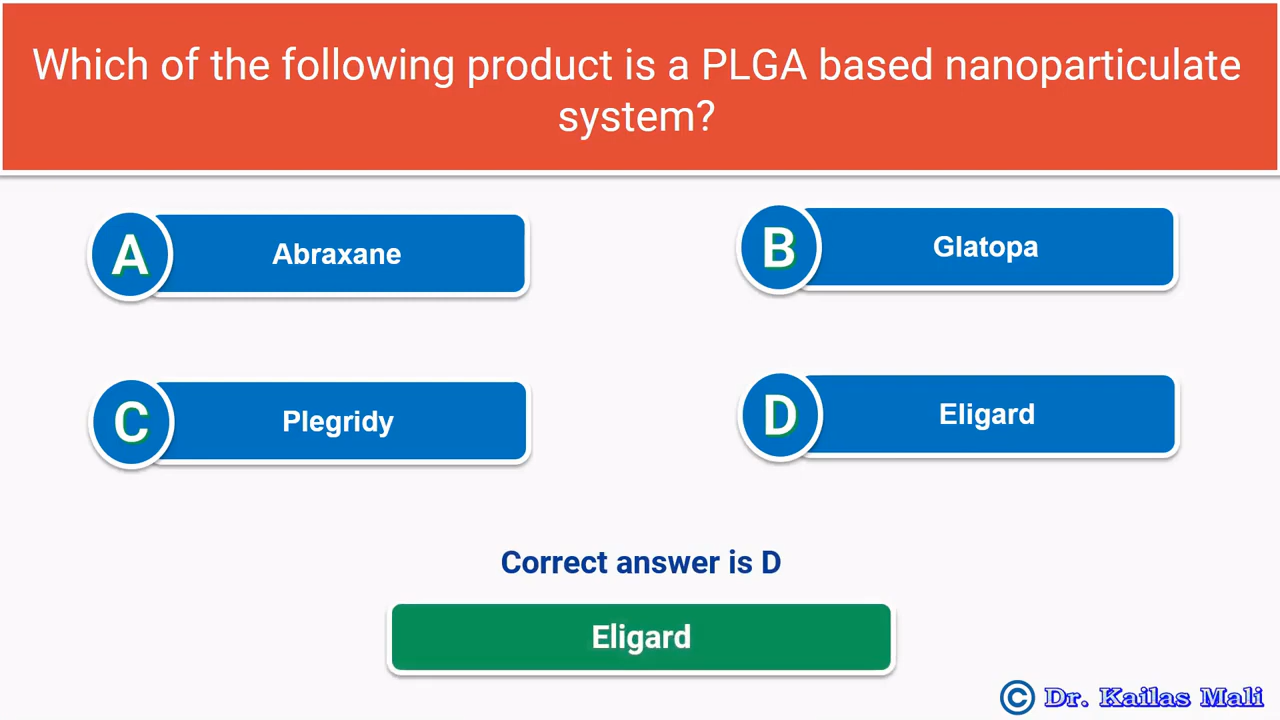 Which of the following product is a PLGA based nanoparticulate
system?
A Abraxane
B Glatopa
C Plegridy
D Eligard
Correct answer is D
Eligard
© Dr. Kailas Mali